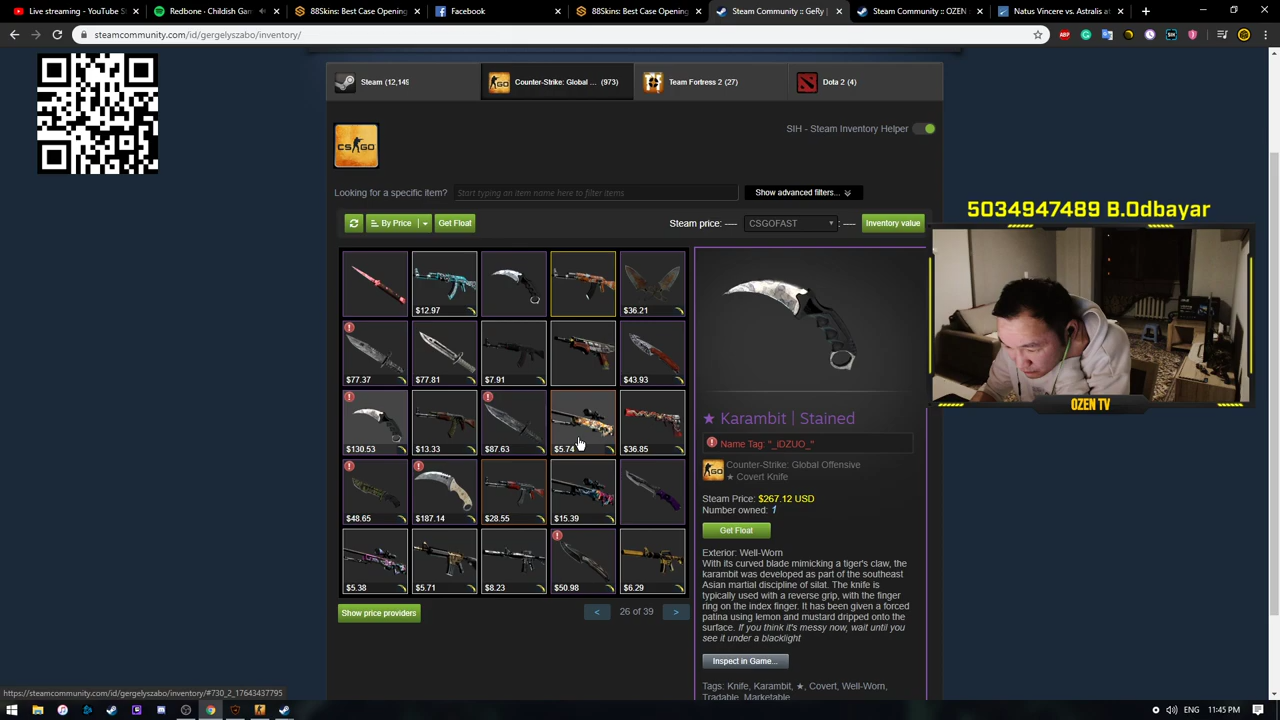 Live streaming - YouTube St
Redbone · Childish Gam
88Skins: Best Case Opening
Facebook
88Skins: Best Case Opening
Steam Community :: GeRy |
Steam Community :: OZEN
Natus Vincere vs. Astralis at
steamcommunity.com/id/gergelyszabo/inventory/
Steam (12,149
Counter-Strike: Global ... (973)
Team Fortress 2 (27)
Dota 2 (4)
CS:GO
SIH - Steam Inventory Helper
Looking for a specific item?
Start typing an item name here to filter items
Show advanced filters...
By Price
Get Float
Steam price: —
CSGOFAST
: —
Inventory value
5034947489 B.Odbayar
$12.97
$36.21
$77.37
$77.81
$7.91
$43.93
$130.53
$13.33
$87.63
$5.74
$36.85
$48.65
$187.14
$28.55
$15.39
$5.38
$5.71
$8.23
$50.98
$6.29
Show price providers
<
26 of 39
>
★ Karambit | Stained
Name Tag: "_iDZUO_"
Counter-Strike: Global Offensive
★ Covert Knife
Steam Price: $267.12 USD
Number owned: 1
Get Float
Exterior: Well-Worn
With its curved blade mimicking a tiger's claw, the
karambit was developed as part of the southeast
Asian martial discipline of silat. The knife is
typically used with a reverse grip, with the finger
ring on the index finger. It has been given a forced
patina using lemon and mustard dripped onto the
surface. If you think it's messy now, wait until you
see it under a blacklight
Inspect in Game...
Tags: Knife, Karambit, ★, Covert, Well-Worn,
Tradable, Marketable
OZEN TV
https://steamcommunity.com/id/gergelyszabo/inventory/#730_2_17643437795
ENG
11:45 PM